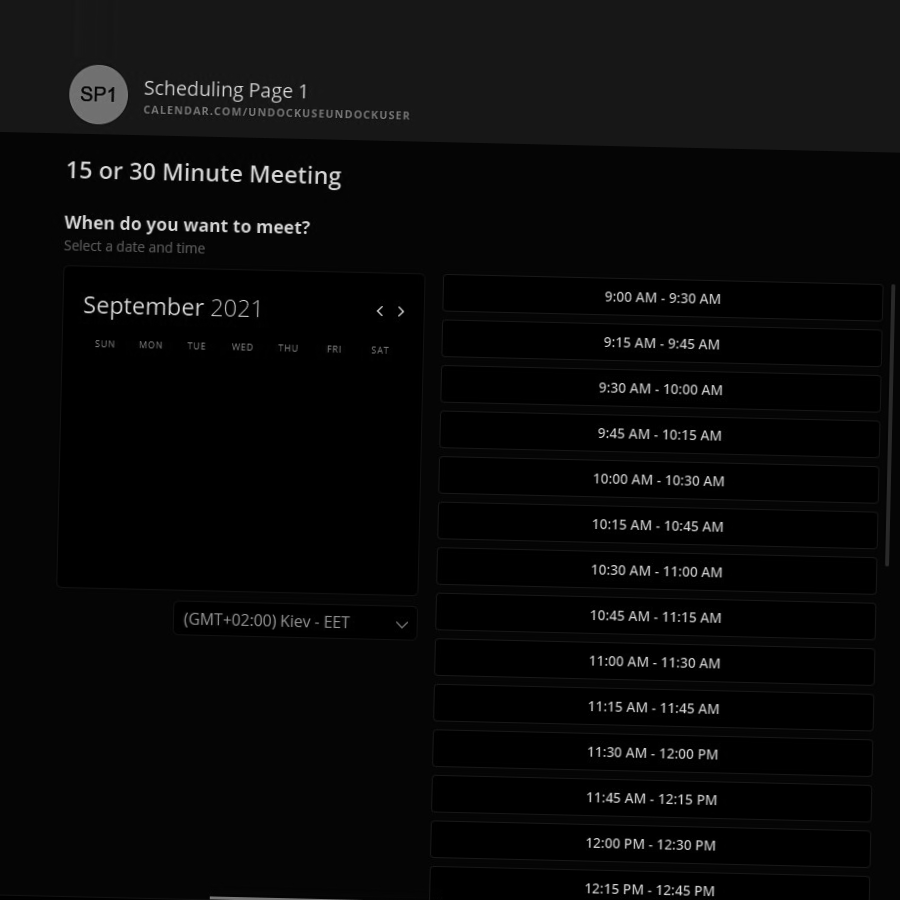 SP1
Scheduling Page 1
CALENDAR.COM/UNDOCKUSEUNDOCKUSER
15 or 30 Minute Meeting
When do you want to meet?
Select a date and time
September 2021
SUN MON TUE WED THU FRI SAT
(GMT+02:00) Kiev - EET
9:00 AM - 9:30 AM
9:15 AM - 9:45 AM
9:30 AM - 10:00 AM
9:45 AM - 10:15 AM
10:00 AM - 10:30 AM
10:15 AM - 10:45 AM
10:30 AM - 11:00 AM
10:45 AM - 11:15 AM
11:00 AM - 11:30 AM
11:15 AM - 11:45 AM
11:30 AM - 12:00 PM
11:45 AM - 12:15 PM
12:00 PM - 12:30 PM
12:15 PM - 12:45 PM